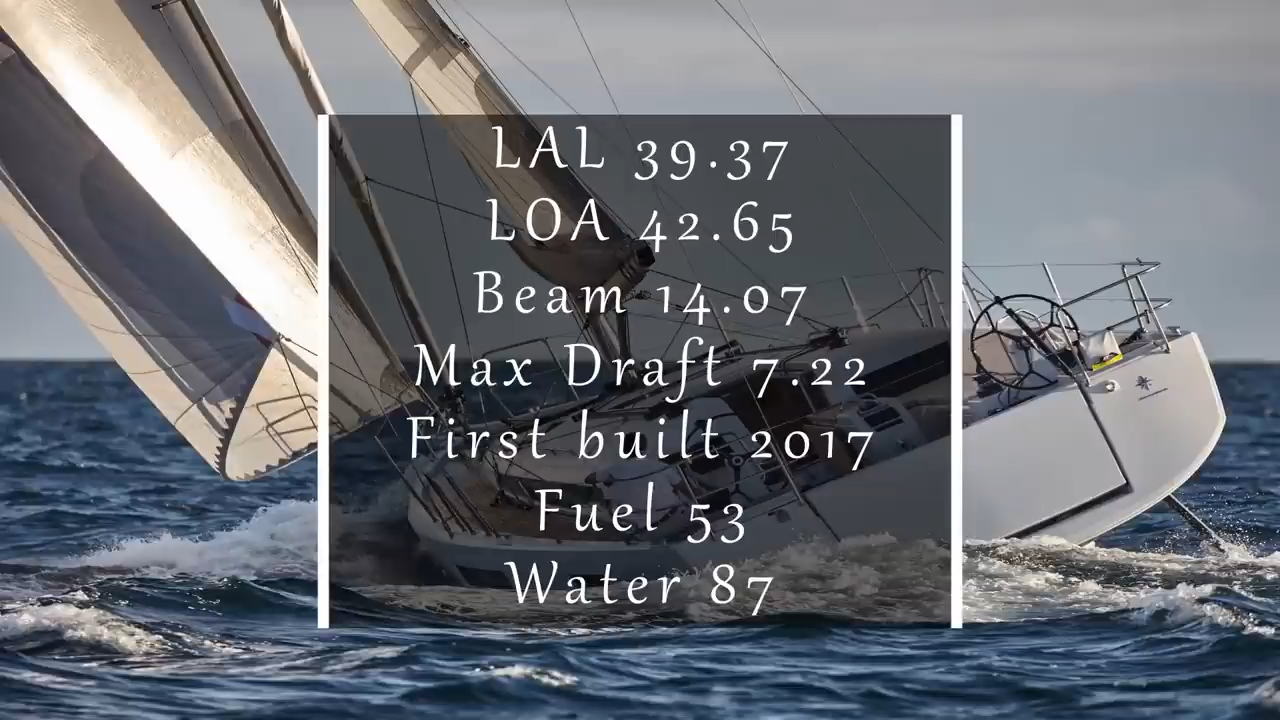 LAL 39.37
LOA 42.65
Beam 14.07
Max Draft 7.22
First built 2017
Fuel 53
Water 87